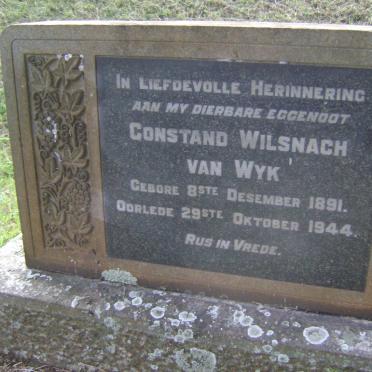 IN LIEFDEVOLLE HERINNERING
AAN MY DIERBARE EGGENOOT
CONSTAND WILSNACH
VAN WYK
GEBORE 8STE DESEMBER 1891.
OORLEDE 29STE OKTOBER 1944.
RUS IN VREDE.